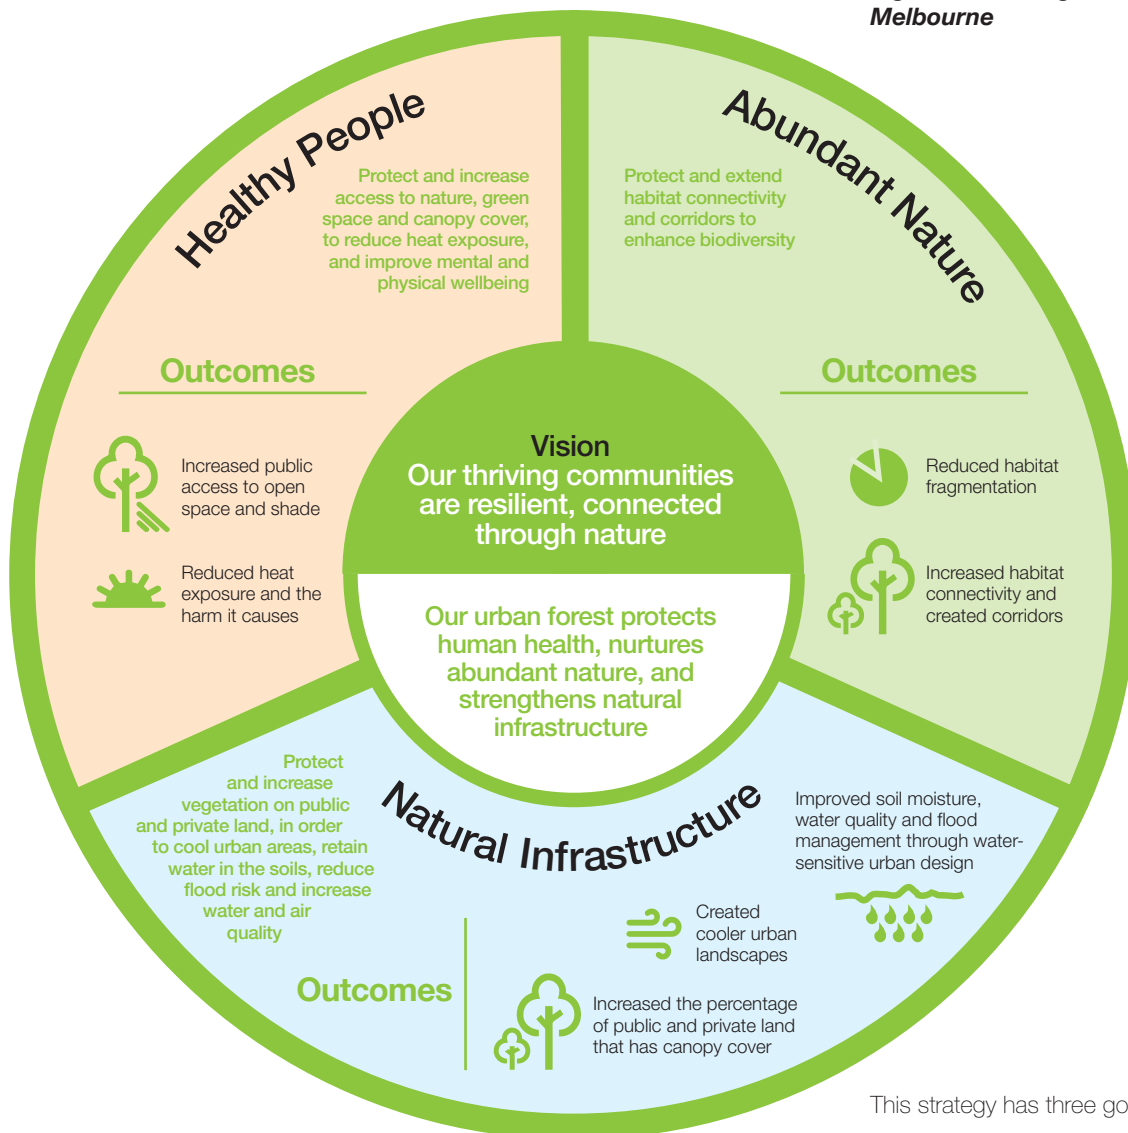 Melbourne
Healthy People
Protect and increase
access to nature, green
space and canopy cover,
to reduce heat exposure,
and improve mental and
physical wellbeing
Outcomes
Increased public
access to open
space and shade
Reduced heat
exposure and the
harm it causes
Abundant Nature
Protect and extend
habitat connectivity
and corridors to
enhance biodiversity
Outcomes
Reduced habitat
fragmentation
Increased habitat
connectivity and
created corridors
Vision
Our thriving communities
are resilient, connected
through nature
Our urban forest protects
human health, nurtures
abundant nature, and
strengthens natural
infrastructure
Natural Infrastructure
Protect
and increase
vegetation on public
and private land, in order
to cool urban areas, retain
water in the soils, reduce
flood risk and increase
water and air
quality
Outcomes
Improved soil moisture,
water quality and flood
management through water-
sensitive urban design
Created
cooler urban
landscapes
Increased the percentage
of public and private land
that has canopy cover
This strategy has three go